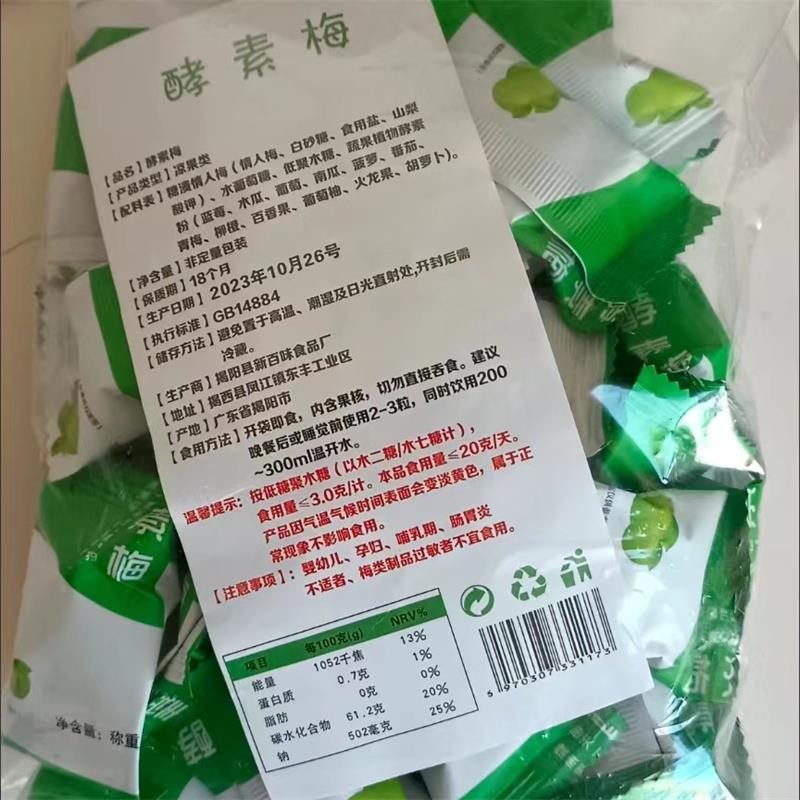 酵素梅
【品名】酵素梅
【产品类型】凉果类
【配料表】糖渍情人梅（情人梅、白砂糖、食用盐、山梨
酸钾）、水葡萄糖、低聚木糖、蔬果植物酵素
粉（蓝莓、木瓜、葡萄、南瓜、菠萝、番茄、
青梅、柳橙、百香果、葡萄柚、火龙果、胡萝卜）。
【净含量】非定量包装
【保质期】18个月
【生产日期】2023年10月26号
【执行标准】GB14884
【储存方法】避免置于高温、潮湿及日光直射处,开封后需
冷藏。
【生产商】揭阳县新百味食品厂
【地址】揭西县凤江镇东丰工业区
【产地】广东省揭阳市
【食用方法】开袋即食，内含果核，切勿直接吞食。建议
晚餐后或睡觉前使用2-3粒，同时饮用200
~300ml温开水。
温馨提示：按低糖聚木糖（以木二糖/木七糖计），
食用量≤3.0克/计。本品食用量≤20克/天。
产品因气温气候时间表面会变淡黄色，属于正
常现象不影响食用。
【注意事项】：婴幼儿、孕妇、哺乳期、肠胃炎
不适者、梅类制品过敏者不宜食用。
项目 每100克(g) NRV%
能量 1052千焦 13%
蛋白质 0.7克 1%
脂肪 0克 0%
碳水化合物 61.2克 20%
钠 502毫克 25%
5 970307 331173
净含量：称重
梅
酵素梅